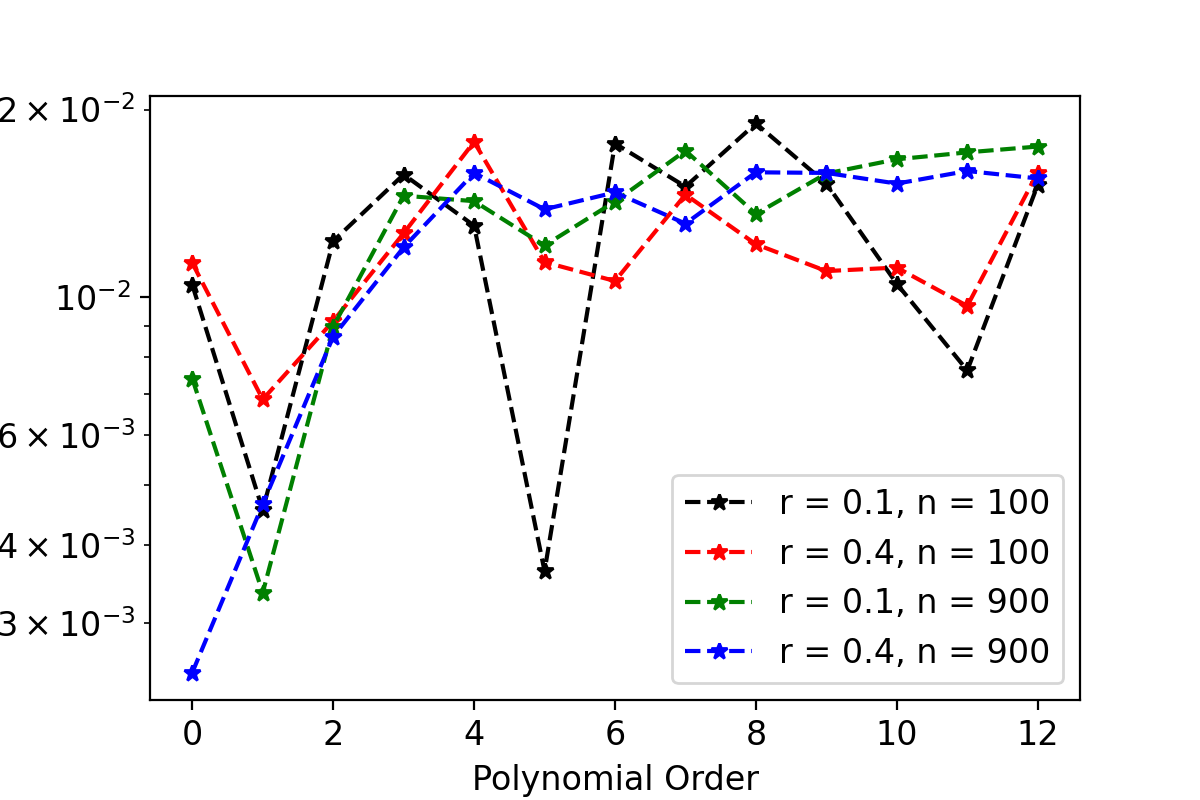 2 × 10⁻²
10⁻²
6 × 10⁻³
4 × 10⁻³
3 × 10⁻³
0 2 4 6 8 10 12
Polynomial Order
r = 0.1, n = 100
r = 0.4, n = 100
r = 0.1, n = 900
r = 0.4, n = 900